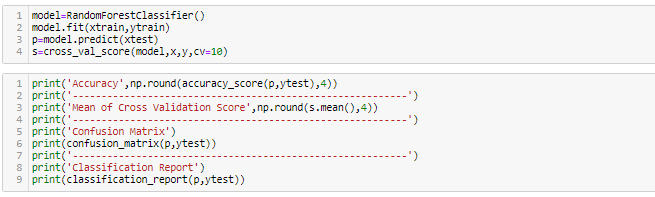 1 model=RandomForestClassifier()
2 model.fit(xtrain,ytrain)
3 p=model.predict(xtest)
4 s=cross_val_score(model,x,y,cv=10)
1 print('Accuracy',np.round(accuracy_score(p,ytest),4))
2 print('----------------------------------------------------------')
3 print('Mean of Cross Validation Score',np.round(s.mean(),4))
4 print('----------------------------------------------------------')
5 print('Confusion Matrix')
6 print(confusion_matrix(p,ytest))
7 print('----------------------------------------------------------')
8 print('Classification Report')
9 print(classification_report(p,ytest))